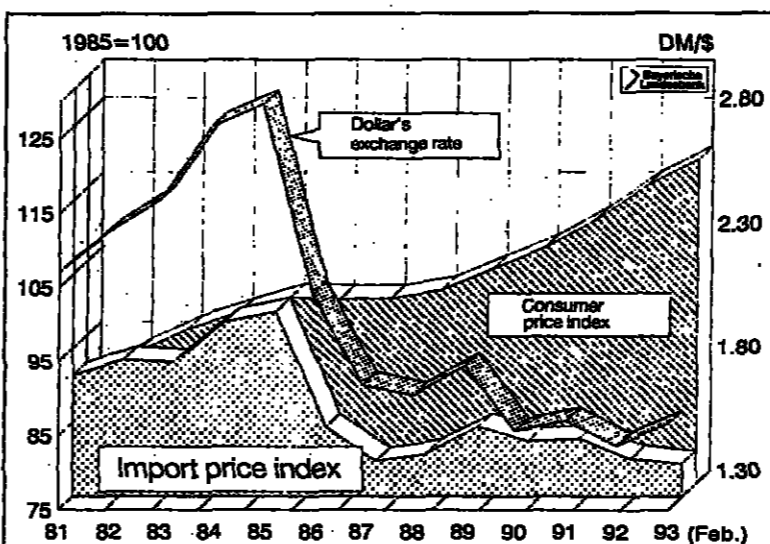 1985=100
DM/$
Bayerische
Landesbank
Dollar's
exchange rate
2.80
125
115
2.30
105
Consumer
price index
95
1.80
85
Import price index
1.30
75
81 82 83 84 85 86 87 88 89 90 91 92 93 (Feb.)